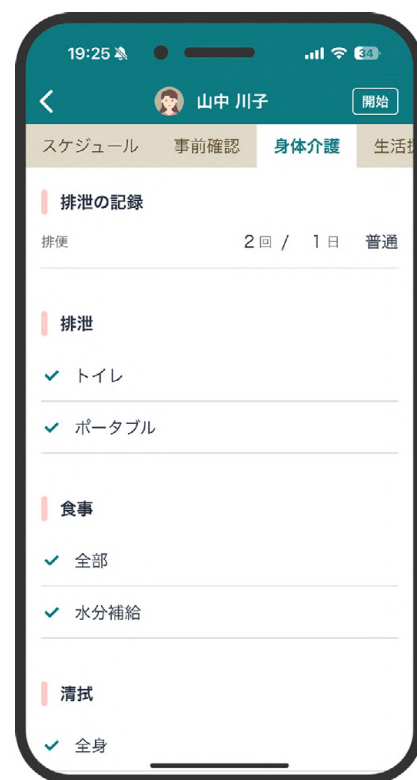 19:25
34
山中 川子
開始
スケジュール 事前確認 身体介護 生活
排泄の記録
排便 2回 / 1日 普通
排泄
トイレ
ポータブル
食事
全部
水分補給
清拭
全身